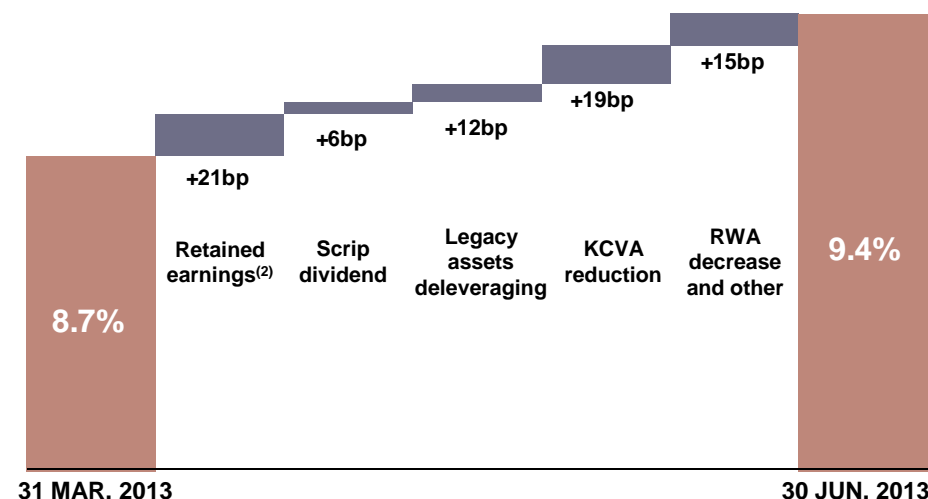 +15bp
+19bp
+12bp
+6bp
+21bp
Retained
earnings(2)
Scrip
dividend
Legacy
assets
deleveraging
KCVA
reduction
RWA
decrease
and other
8.7%
9.4%
31 MAR. 2013
30 JUN. 2013